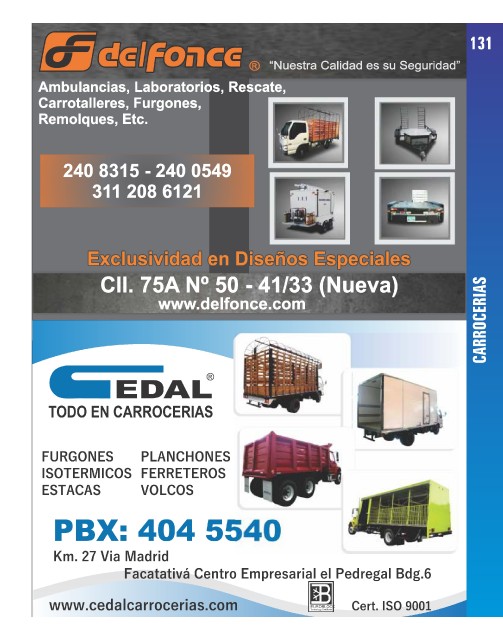 131
delfonce ® "Nuestra Calidad es su Seguridad"
Ambulancias, Laboratorios, Rescate,
Carrotalleres, Furgones,
Remolques, Etc.
240 8315 - 240 0549
311 208 6121
Exclusividad en Diseños Especiales
Cll. 75A Nº 50 - 41/33 (Nueva)
www.delfonce.com
CARROCERIAS
CEDAL®
TODO EN CARROCERIAS
FURGONES PLANCHONES
ISOTERMICOS FERRETEROS
ESTACAS VOLCOS
PBX: 404 5540
Km. 27 Via Madrid
Facatativá Centro Empresarial el Pedregal Bdg.6
www.cedalcarrocerias.com
Cert. ISO 9001